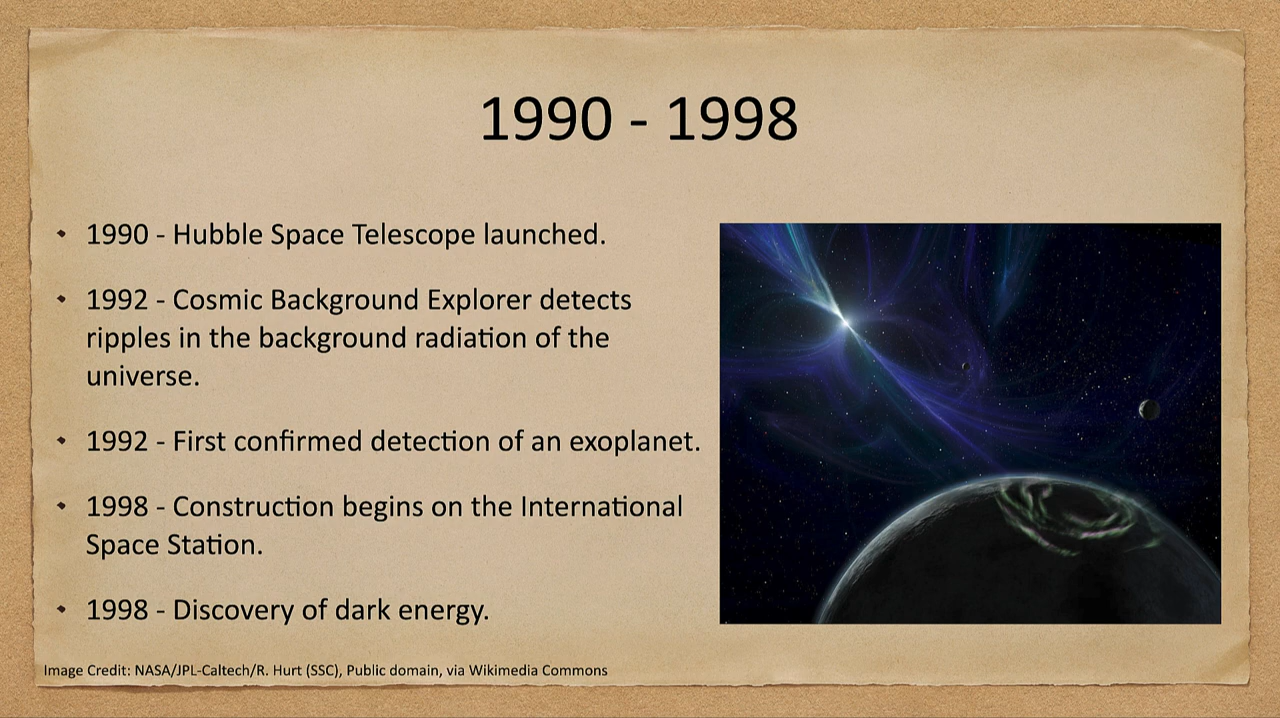 1990 - 1998
• 1990 - Hubble Space Telescope launched.
• 1992 - Cosmic Background Explorer detects
ripples in the background radiation of the
universe.
• 1992 - First confirmed detection of an exoplanet.
• 1998 - Construction begins on the International
Space Station.
• 1998 - Discovery of dark energy.
Image Credit: NASA/JPL-Caltech/R. Hurt (SSC), Public domain, via Wikimedia Commons